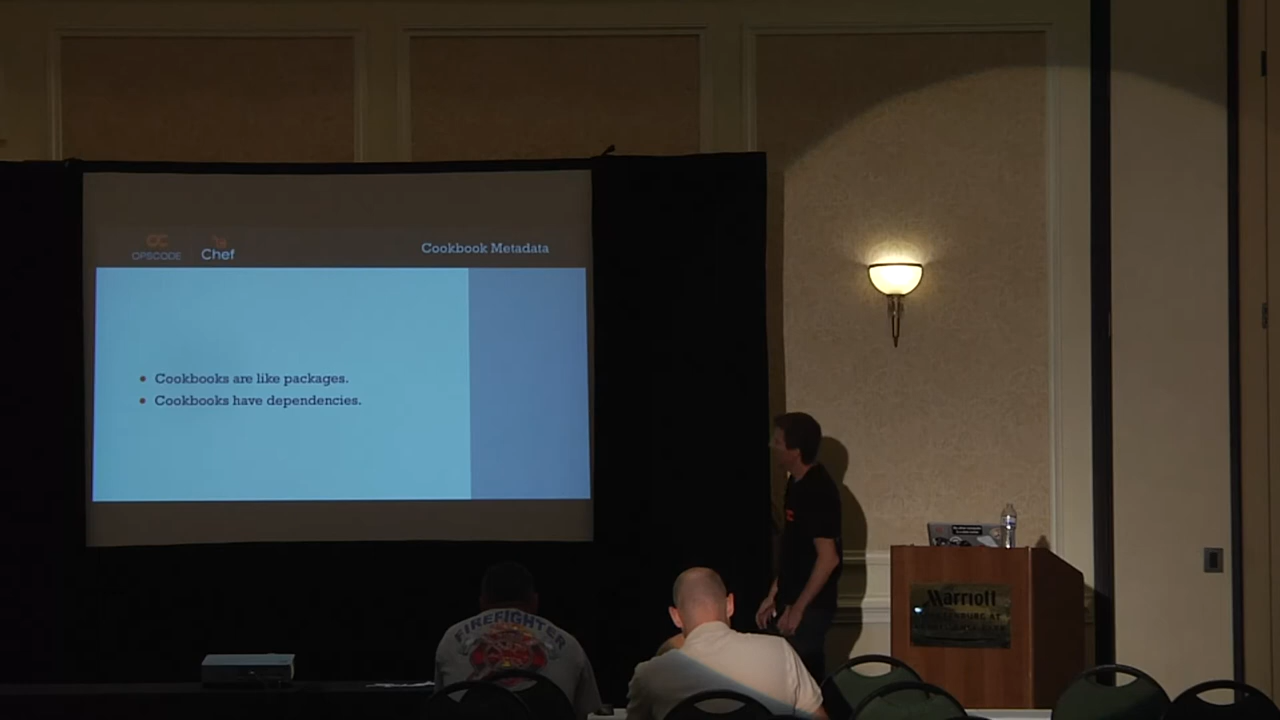 OPSCODE
Chef
Cookbook Metadata
Cookbooks are like packages.
Cookbooks have dependencies.
FIREFIGHTER
Marriott